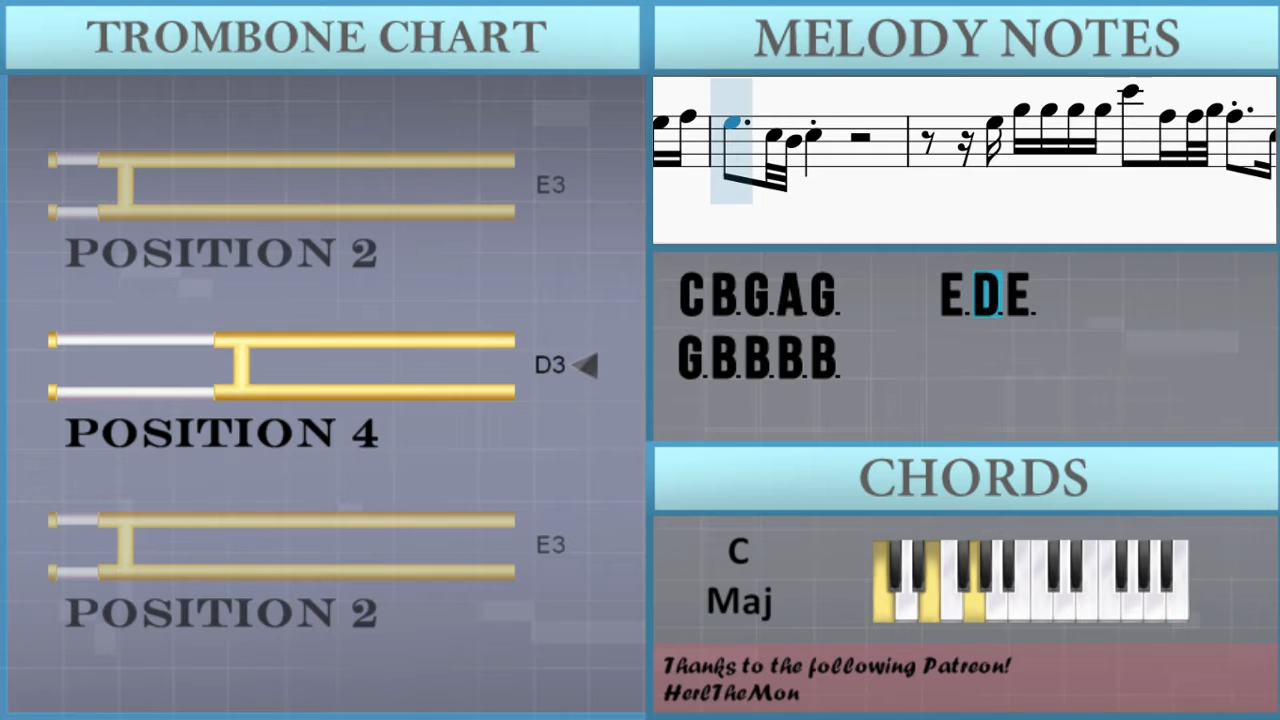 TROMBONE CHART
E3
POSITION 2
D3
POSITION 4
E3
POSITION 2
MELODY NOTES
C B. G. A. G.
E. D. E.
G. B. B. B. B.
CHORDS
C
Maj
Thanks to the following Patreon!
HerlTheMon